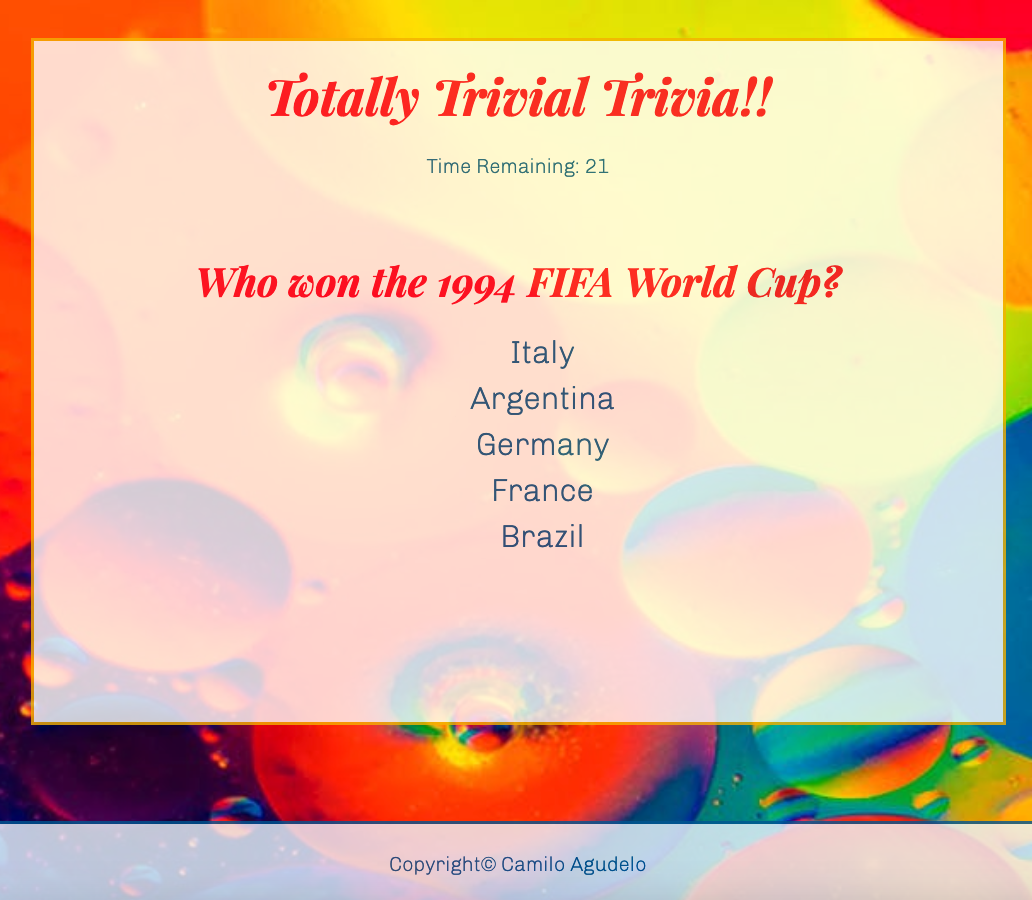 Totally Trivial Trivia!!
Time Remaining: 21
Who won the 1994 FIFA World Cup?
Italy
Argentina
Germany
France
Brazil
Copyright© Camilo Agudelo